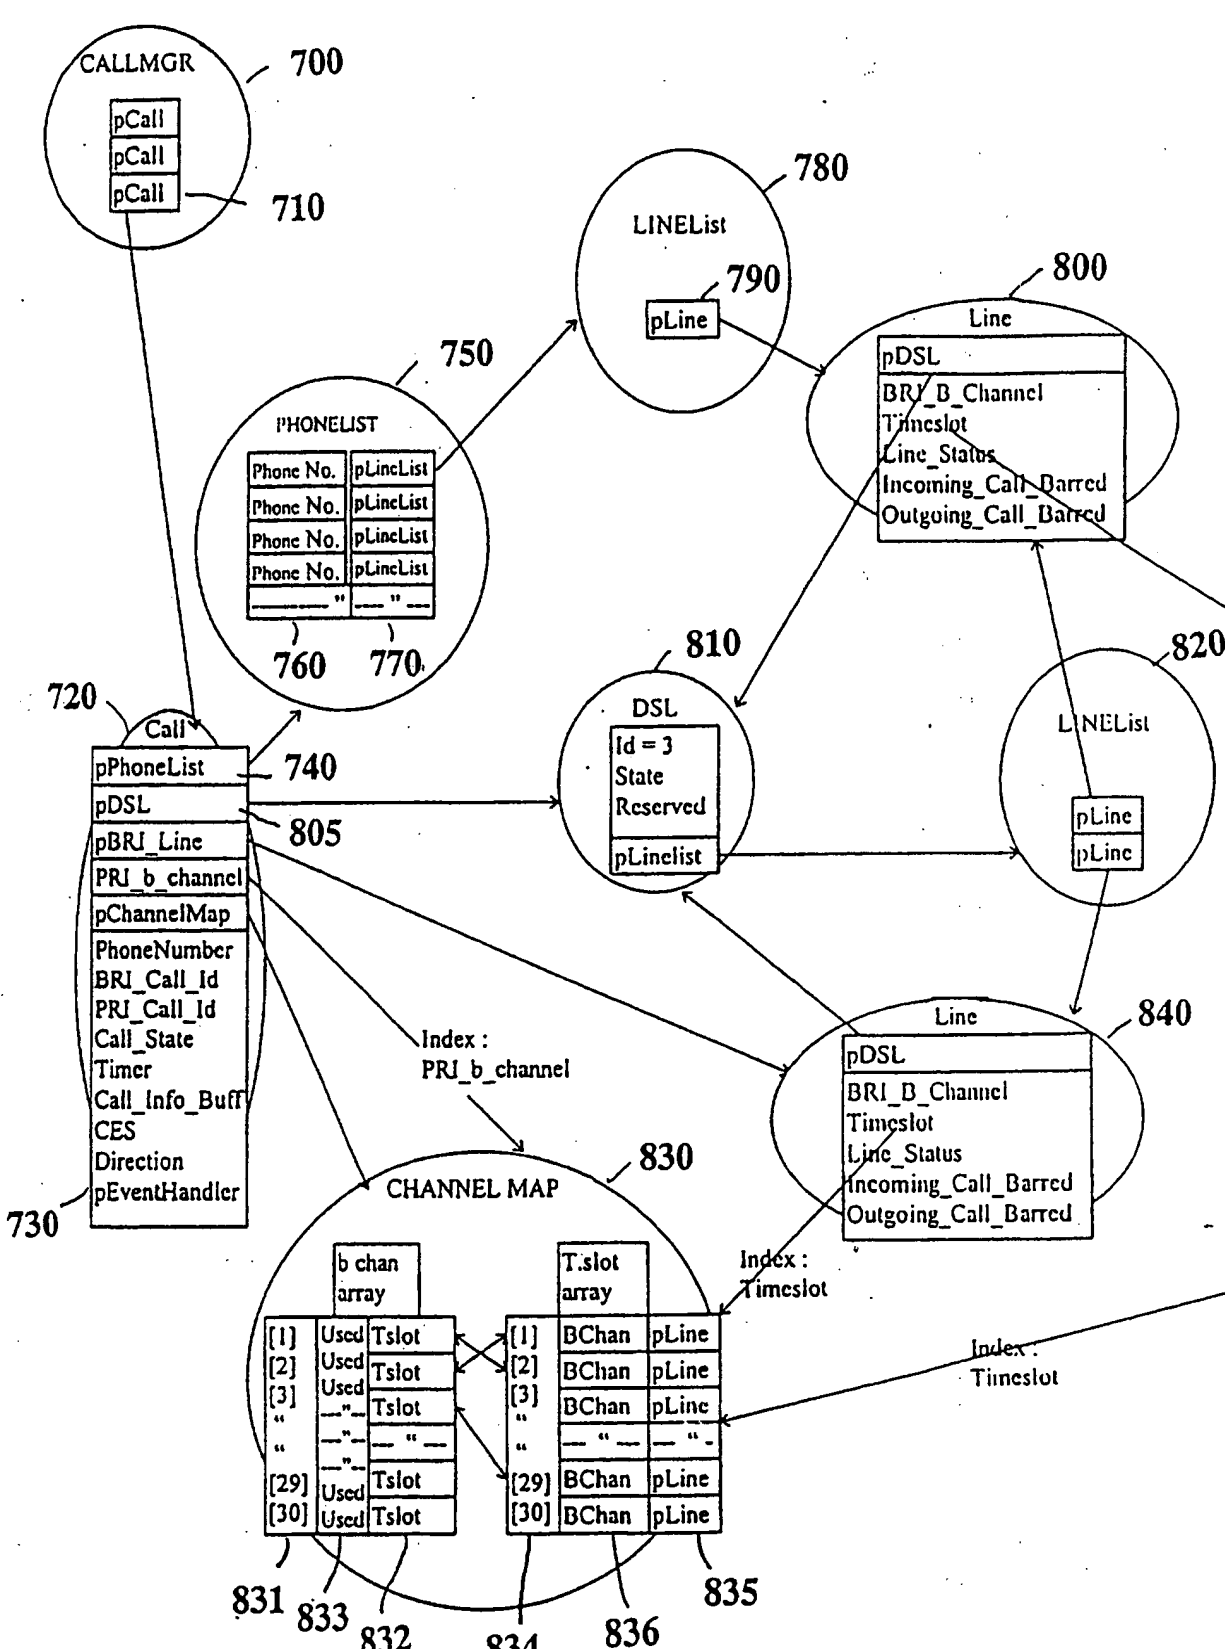 CALLMGR
700
pCall
pCall
pCall
710
780
LINEList
790
pLine
800
Line
pDSL
BRI_B_Channel
Timeslot
Line_Status
Incoming_Call_Barred
Outgoing_Call_Barred
750
PHONELIST
Phone No. pLineList
Phone No. pLineList
Phone No. pLineList
Phone No. pLineList
— " — " —
760 770
720
Call
pPhoneList
740
pDSL
805
pBRI_Line
PRI_b_channel
pChannelMap
PhoneNumber
BRI_Call_Id
PRI_Call_Id
Call_State
Timer
Call_Info_Buff
CES
Direction
pEventHandler
730
810
DSL
Id = 3
State
Reserved
pLinelist
820
LINEList
pLine
pLine
840
Line
pDSL
BRI_B_Channel
Timeslot
Line_Status
Incoming_Call_Barred
Outgoing_Call_Barred
Index :
PRI_b_channel
830
CHANNEL MAP
Index :
Timeslot
Index :
Timeslot
b chan
array
[1] Used Tslot
[2] Used Tslot
[3] Used Tslot
“ —"— — “ —
“ —"—
—"—
[29] Used Tslot
[30] Used Tslot
T.slot
array
[1] BChan pLine
[2] BChan pLine
[3] BChan pLine
“ — “ — — “ -
“
[29] BChan pLine
[30] BChan pLine
831 833 832 834 836 835